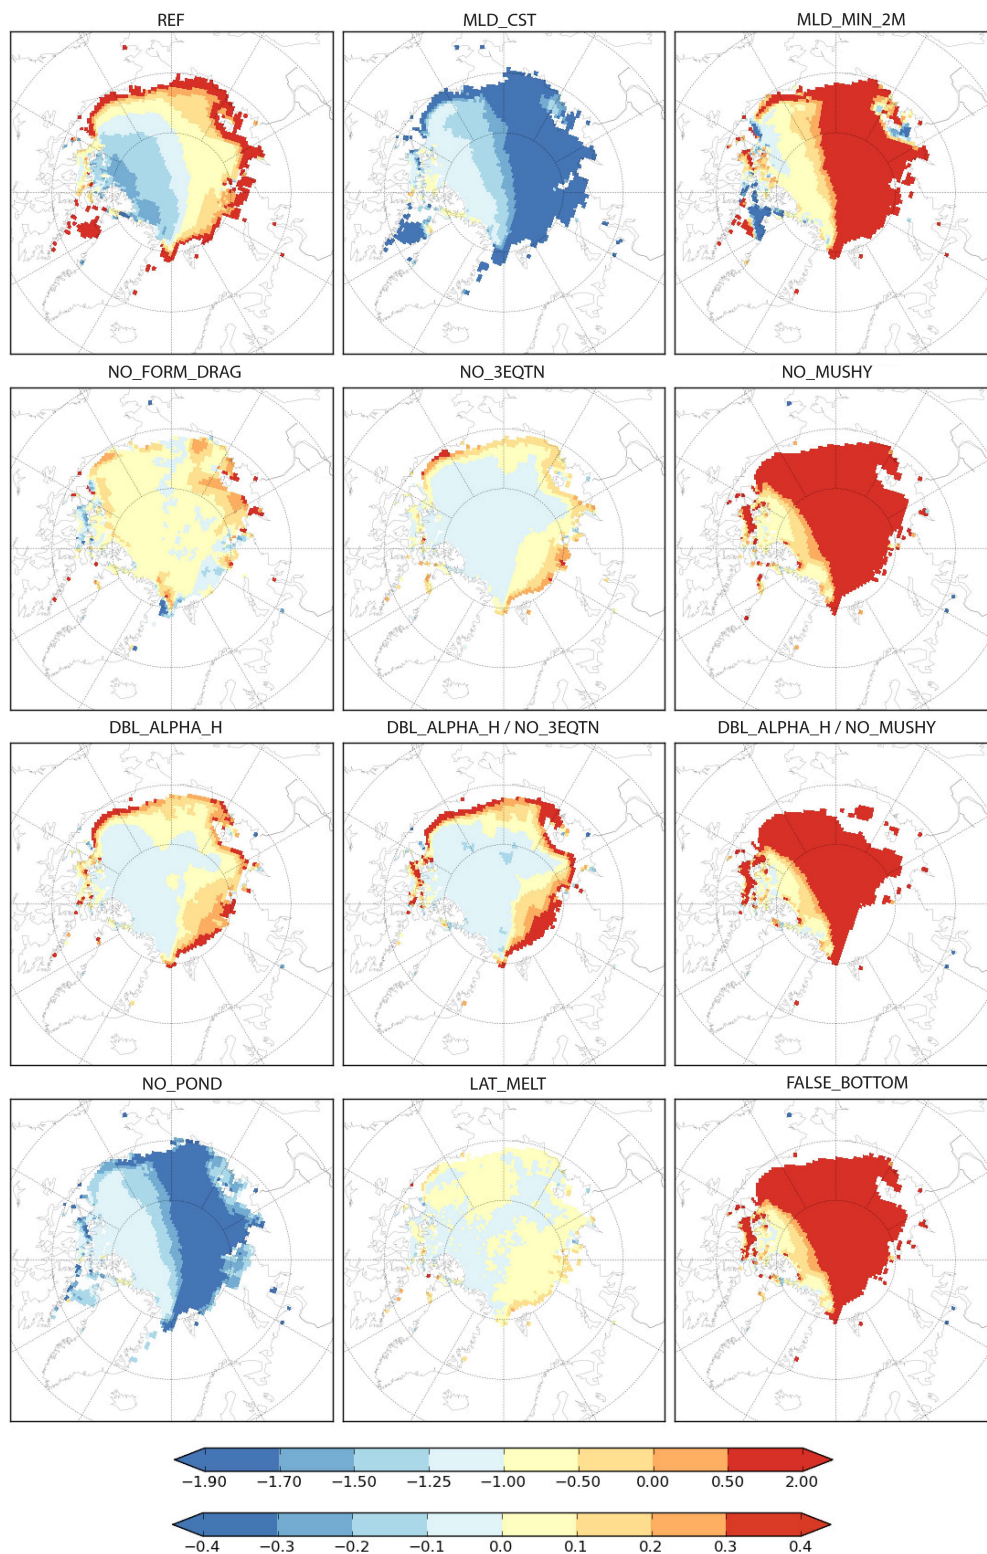 REF MLD_CST MLD_MIN_2M
NO_FORM_DRAG NO_3EQTN NO_MUSHY
DBL_ALPHA_H DBL_ALPHA_H / NO_3EQTN DBL_ALPHA_H / NO_MUSHY
NO_POND LAT_MELT FALSE_BOTTOM
−1.90 −1.70 −1.50 −1.25 −1.00 −0.50 0.00 0.50 2.00
−0.4 −0.3 −0.2 −0.1 0.0 0.1 0.2 0.3 0.4